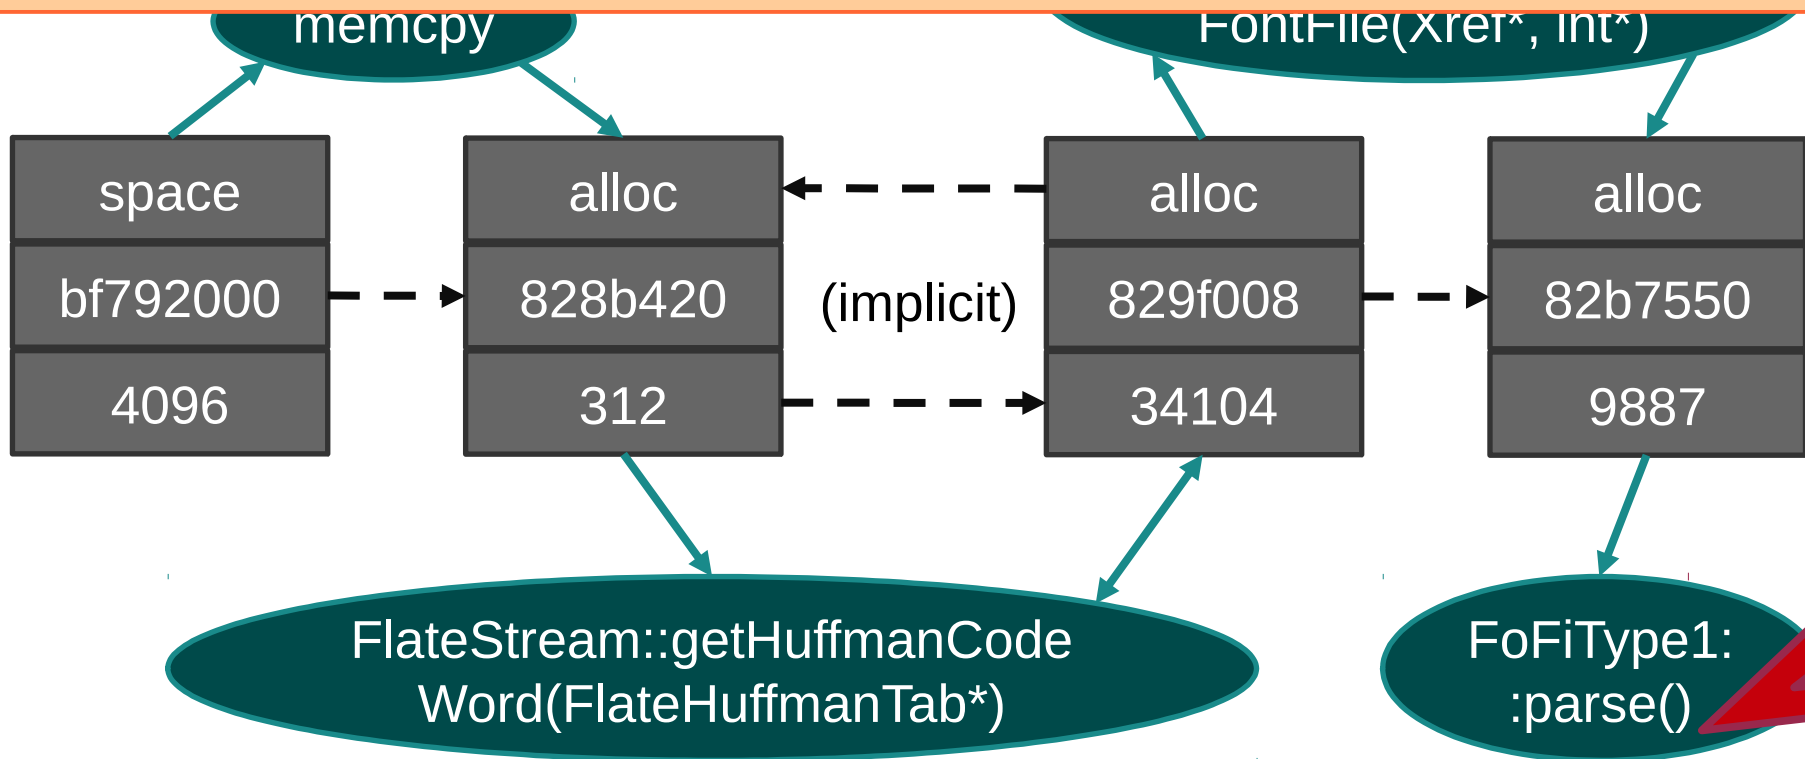 memcpy
FontFile(Xref*, int*)
space
alloc
alloc
alloc
bf792000
828b420
(implicit)
829f008
82b7550
4096
312
34104
9887
FlateStream::getHuffmanCode
Word(FlateHuffmanTab*)
FoFiType1:
:parse()